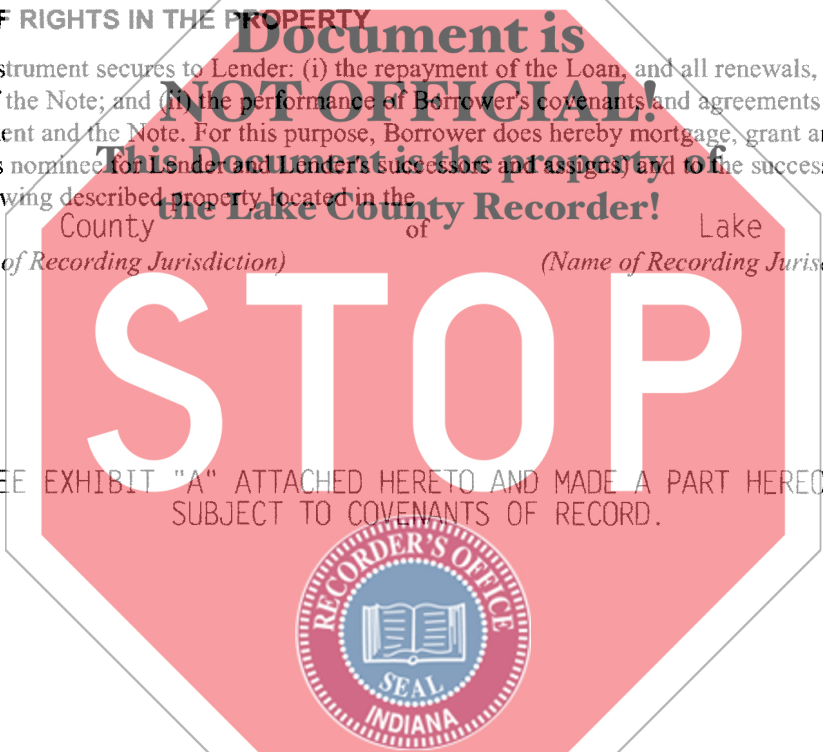 F RIGHTS IN THE PROPERTY
Document is
strument secures to Lender: (i) the repayment of the Loan, and all renewals,
NOT OFFICIAL!
the Note; and (ii) the performance of Borrower's covenants and agreements
ent and the Note. For this purpose, Borrower does hereby mortgage, grant a
This Document is the property of
s nominee for Lender and Lender's successors and assigns) and to the success
wing described property located in the
the Lake County Recorder!
County of Lake
of Recording Jurisdiction) (Name of Recording Juris
STOP
EE EXHIBIT "A" ATTACHED HERETO AND MADE A PART HEREO
SUBJECT TO COVENANTS OF RECORD.
RECORDER'S OFFICE
SEAL
INDIANA